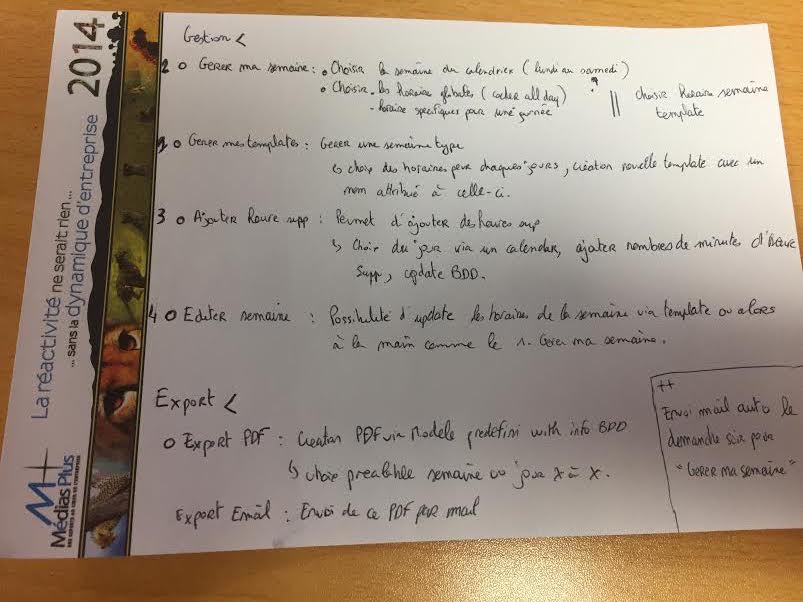 La réactivité ne serait rien...
... sans la dynamique d'entreprise
2014
M+
Médias Plus
Gestion <
2 o Gerer ma semaine : • Choisir la semaine du calendrier (lundi au samedi)
• Choisir les horaire globales (cocher all day) ?
- horaire specifiques pour une journée
|| choisir horaire semaine
template
1 o Gerer mes templates : Gerer une semaine type
↳ choix des horaires pour chaques jours, création nouvelle template avec un
nom attribué à celle-ci.
3 o Ajouter heure supp : Permet d'ajouter des heures sup
↳ Choix du jour via un calendar, ajouter nombres de minutes d'heure
supp, update BDD.
4 o Editer semaine : Possibilité d'update les horaires de la semaine via template ou alors
à la main comme le 1. Gerer ma semaine.
Export <
o Export PDF : Creation PDF via Modèle predefini with info BDD
↳ choix prealable semaine ou jour X à X.
Export Email : Envoi de ce PDF par mail
++
Envoi mail auto le
dimanche soir pour
"Gerer ma semaine"